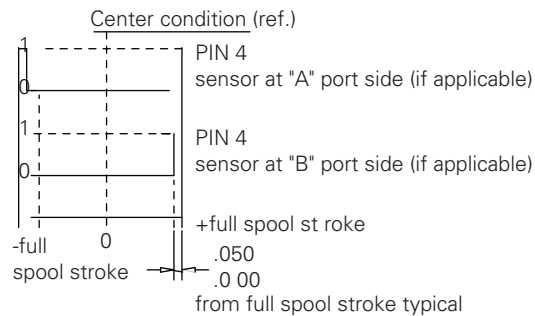 Center condition (ref.)
1
PIN 4
0
sensor at "A" port side (if applicable)
1
PIN 4
0
sensor at "B" port side (if applicable)
+full spool st roke
-full
0
spool stroke
.050
.0 00
from full spool stroke typical